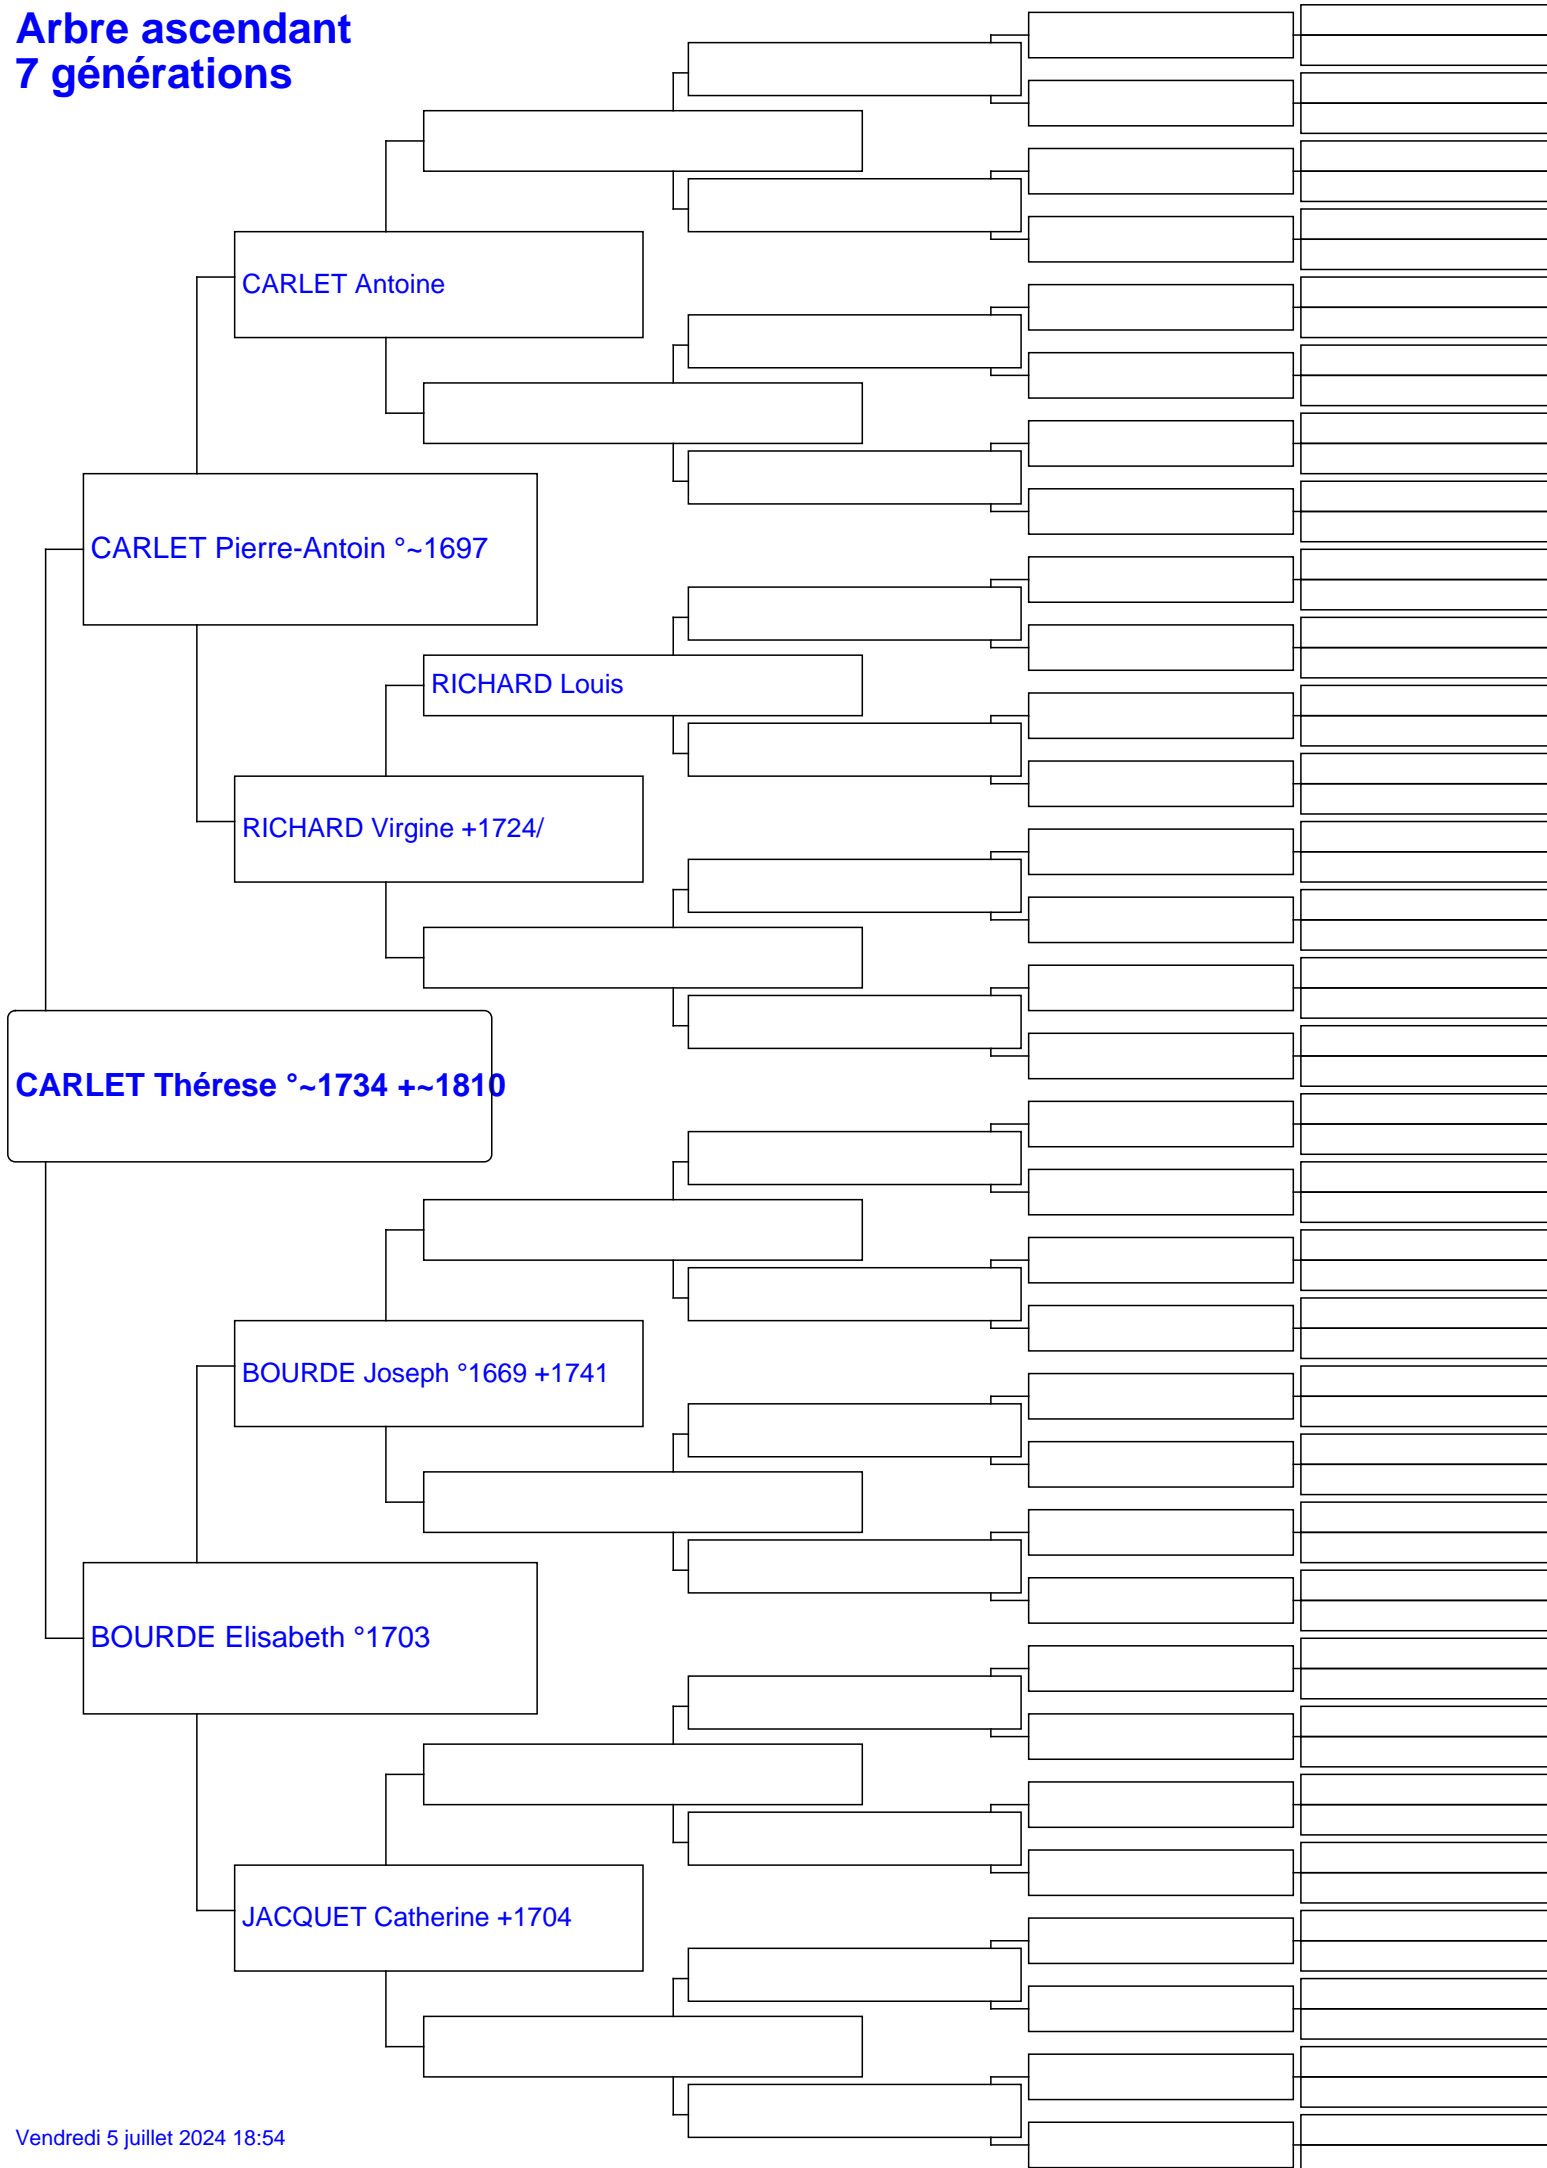 Arbre ascendant
7 générations
CARLET Antoine
CARLET Pierre-Antoin °~1697
RICHARD Louis
RICHARD Virgine +1724/
CARLET Thérese °~1734 +~1810
BOURDE Joseph °1669 +1741
BOURDE Elisabeth °1703
JACQUET Catherine +1704
Vendredi 5 juillet 2024 18:54